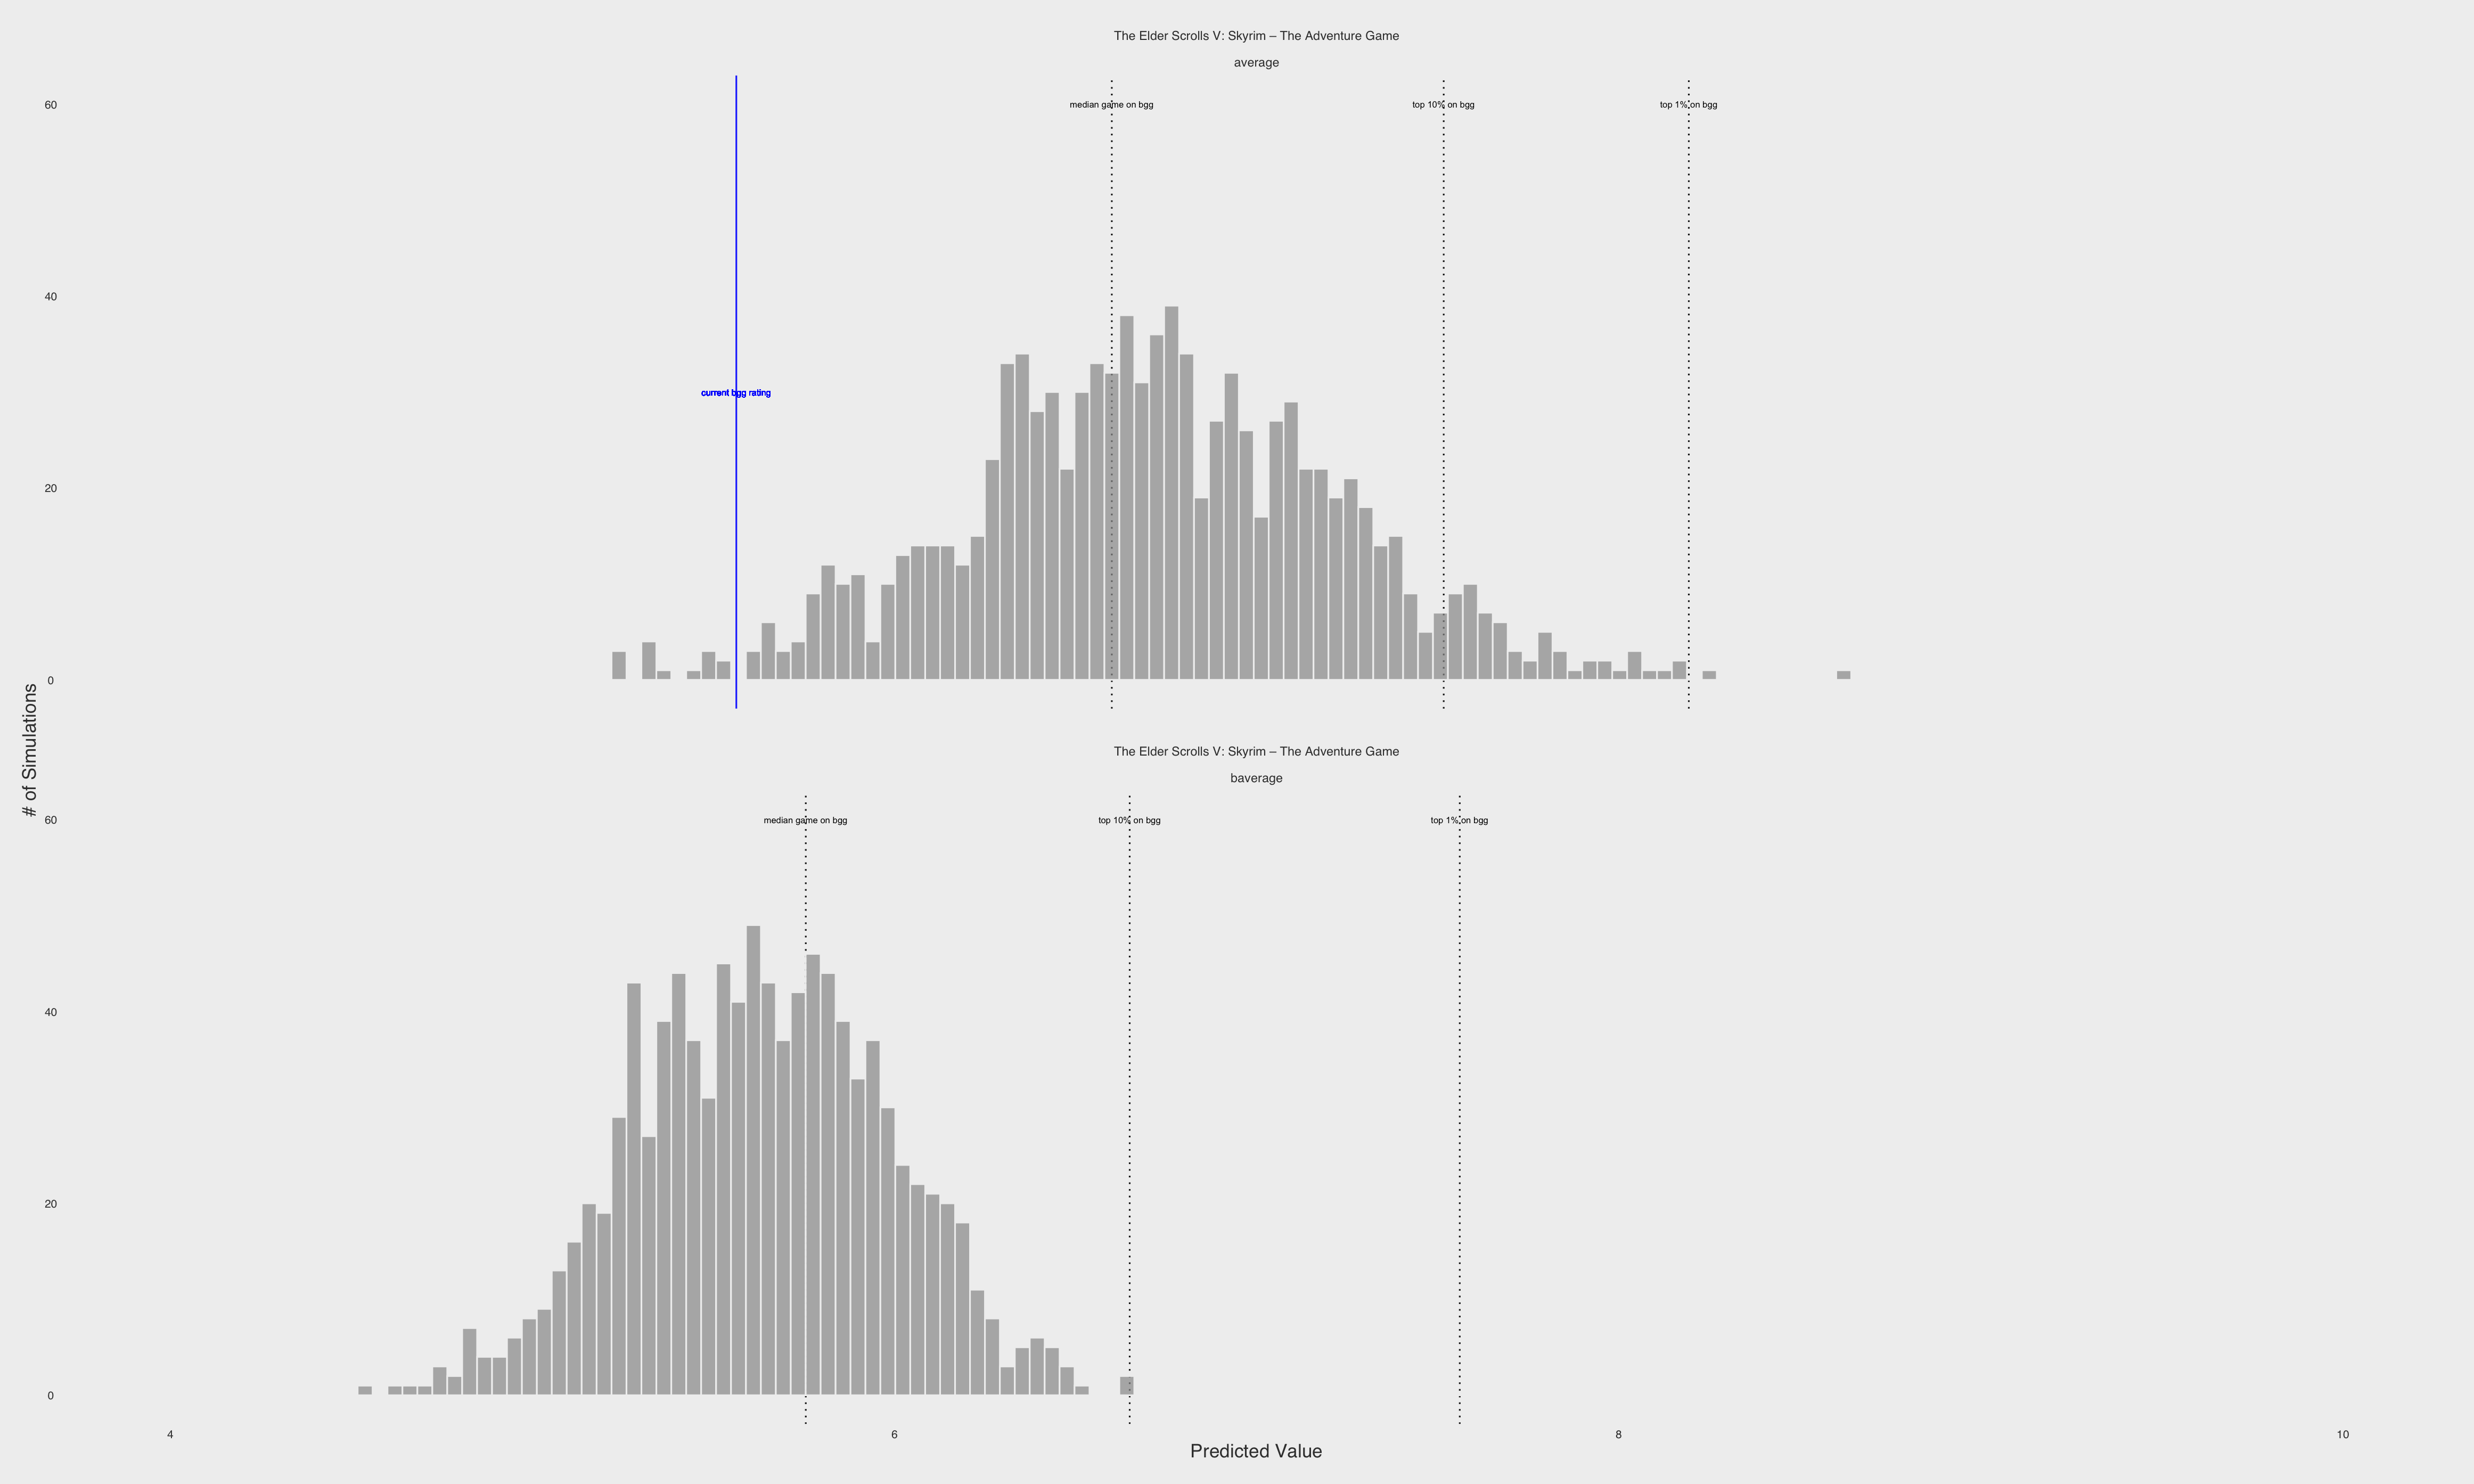 The Elder Scrolls V: Skyrim – The Adventure Game
average
60
median game on bgg
top 10% on bgg
top 1% on bgg
40
current bgg rating
20
0
# of Simulations
The Elder Scrolls V: Skyrim – The Adventure Game
baverage
60
median game on bgg
top 10% on bgg
top 1% on bgg
40
20
0
4
6
8
10
Predicted Value